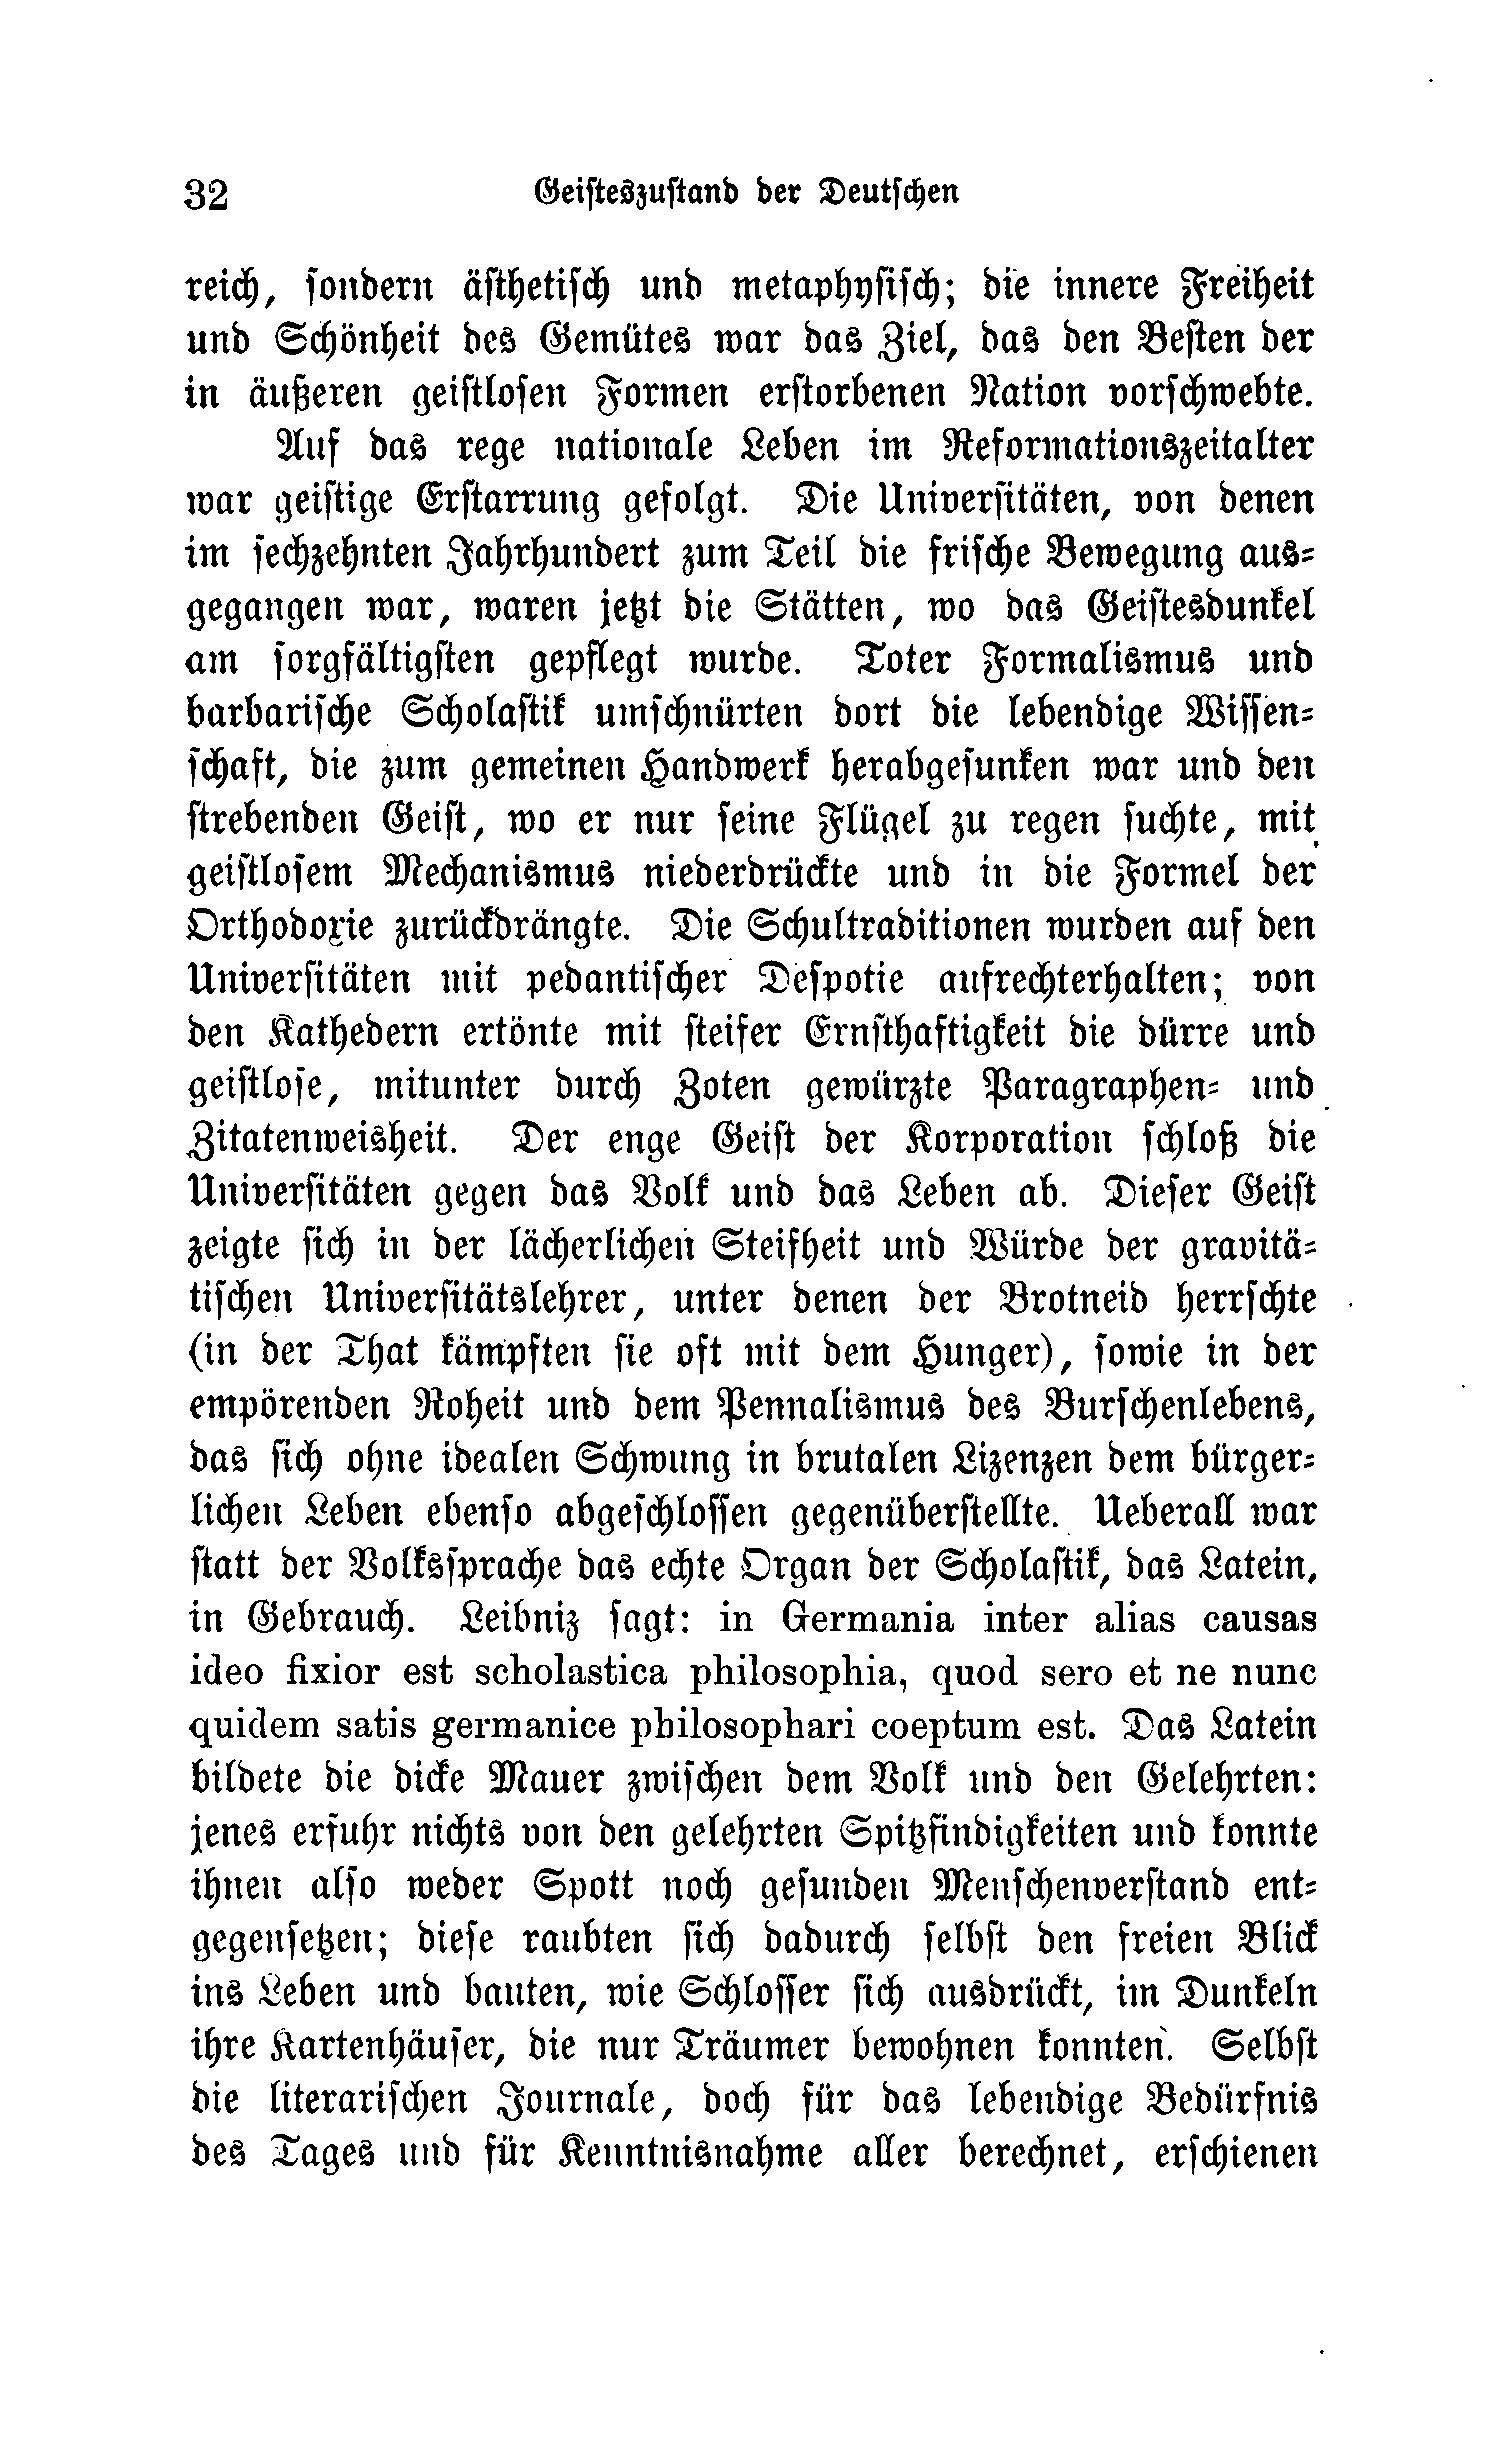 32 Geiſteszuſtand der Deutſchen
reich, ſondern äſthetiſch und metaphyſiſch; die innere Freiheit
und Schönheit des Gemütes war das Ziel, das den Beſten der
in äußeren geiſtloſen Formen erſtorbenen Nation vorſchwebte.
Auf das rege nationale Leben im Reformationszeitalter
war geiſtige Erſtarrung gefolgt. Die Univerſitäten, von denen
im ſechzehnten Jahrhundert zum Teil die friſche Bewegung aus-
gegangen war, waren jetzt die Stätten, wo das Geiſtesdunkel
am ſorgfältigſten gepflegt wurde. Toter Formalismus und
barbariſche Scholaſtik umſchnürten dort die lebendige Wiſſen-
ſchaft, die zum gemeinen Handwerk herabgeſunken war und den
ſtrebenden Geiſt, wo er nur ſeine Flügel zu regen ſuchte, mit
geiſtloſem Mechanismus niederdrückte und in die Formel der
Orthodoxie zurückdrängte. Die Schultraditionen wurden auf den
Univerſitäten mit pedantiſcher Deſpotie aufrechterhalten; von
den Kathedern ertönte mit ſteifer Ernſthaftigkeit die dürre und
geiſtloſe, mitunter durch Zoten gewürzte Paragraphen- und
Zitatenweisheit. Der enge Geiſt der Korporation ſchloß die
Univerſitäten gegen das Volk und das Leben ab. Dieſer Geiſt
zeigte ſich in der lächerlichen Steifheit und Würde der gravitä-
tiſchen Univerſitätslehrer, unter denen der Brotneid herrſchte
(in der That kämpften ſie oft mit dem Hunger), ſowie in der
empörenden Roheit und dem Pennalismus des Burſchenlebens,
das ſich ohne idealen Schwung in brutalen Lizenzen dem bürger-
lichen Leben ebenſo abgeſchloſſen gegenüberſtellte. Ueberall war
ſtatt der Volksſprache das echte Organ der Scholaſtik, das Latein,
in Gebrauch. Leibniz ſagt: in Germania inter alias causas
ideo fixior est scholastica philosophia, quod sero et ne nunc
quidem satis germanice philosophari coeptum est. Das Latein
bildete die dicke Mauer zwiſchen dem Volk und den Gelehrten:
jenes erfuhr nichts von den gelehrten Spitzfindigkeiten und konnte
ihnen alſo weder Spott noch geſunden Menſchenverſtand ent-
gegenſetzen; dieſe raubten ſich dadurch ſelbſt den freien Blick
ins Leben und bauten, wie Schloſſer ſich ausdrückt, im Dunkeln
ihre Kartenhäuſer, die nur Träumer bewohnen konnten. Selbſt
die literariſchen Journale, doch für das lebendige Bedürfnis
des Tages und für Kenntnisnahme aller berechnet, erſchienen